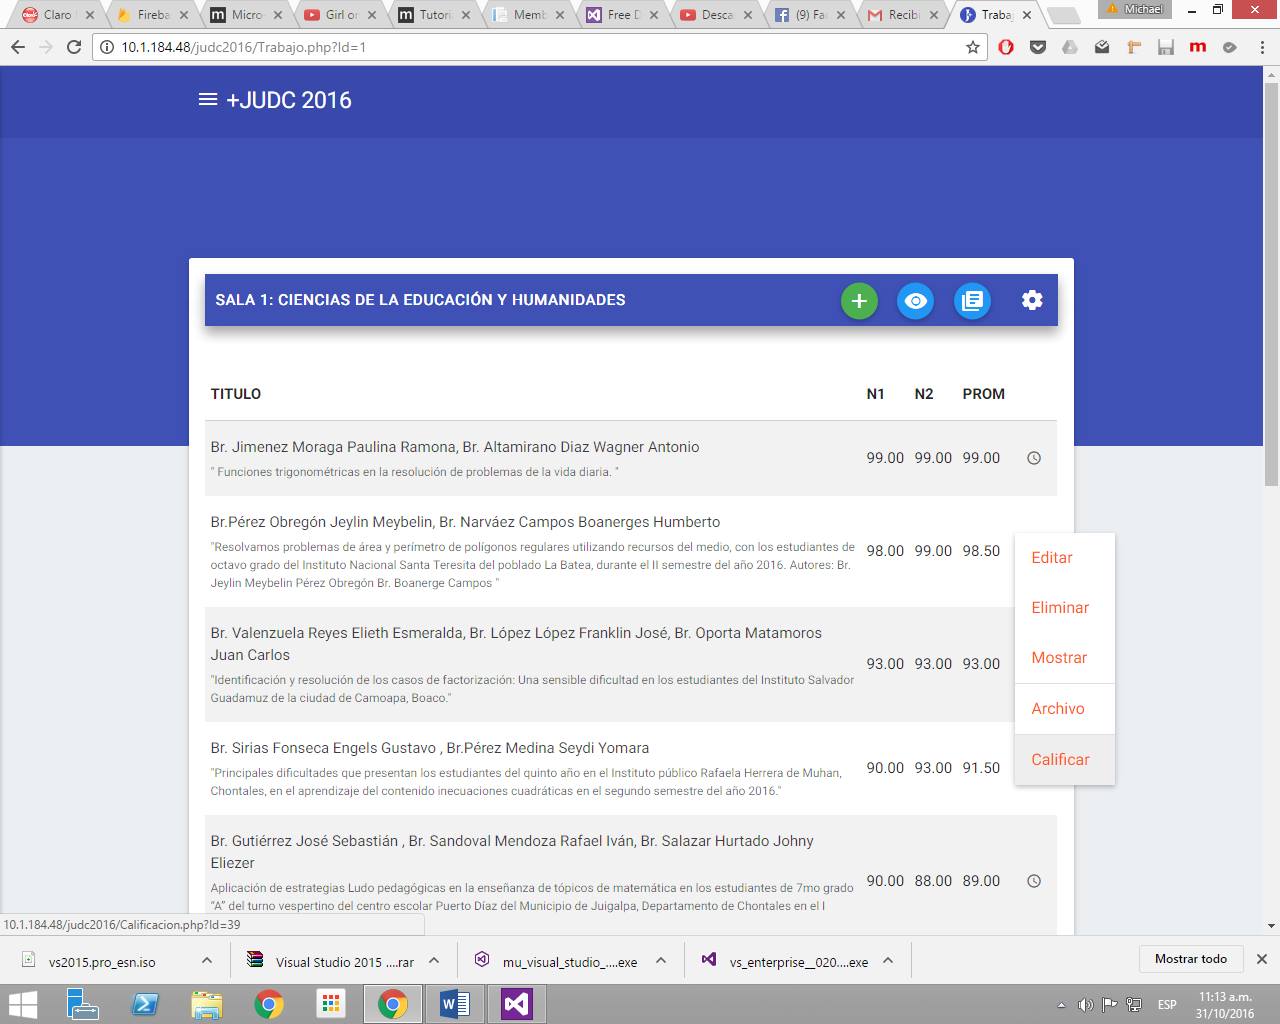 Claro
Fireba
Micro
Girl or
Tutori
Memb
Free D
Desca
(9) Fa
Recibi
Trabaj
Michael
10.1.184.48/judc2016/Trabajo.php?Id=1
+JUDC 2016
SALA 1: CIENCIAS DE LA EDUCACIÓN Y HUMANIDADES
TITULO N1 N2 PROM
Br. Jimenez Moraga Paulina Ramona, Br. Altamirano Diaz Wagner Antonio
" Funciones trigonométricas en la resolución de problemas de la vida diaria. "
99.00 99.00 99.00
Br.Pérez Obregón Jeylin Meybelin, Br. Narváez Campos Boanerges Humberto
"Resolvamos problemas de área y perímetro de polígonos regulares utilizando recursos del medio, con los estudiantes de
octavo grado del Instituto Nacional Santa Teresita del poblado La Batea, durante el II semestre del año 2016. Autores: Br.
Jeylin Meybelin Pérez Obregón Br. Boanerge Campos "
98.00 99.00 98.50
Br. Valenzuela Reyes Elieth Esmeralda, Br. López López Franklin José, Br. Oporta Matamoros
Juan Carlos
"Identificación y resolución de los casos de factorización: Una sensible dificultad en los estudiantes del Instituto Salvador
Guadamuz de la ciudad de Camoapa, Boaco."
93.00 93.00 93.00
Br. Sirias Fonseca Engels Gustavo , Br.Pérez Medina Seydi Yomara
"Principales dificultades que presentan los estudiantes del quinto año en el Instituto público Rafaela Herrera de Muhan,
Chontales, en el aprendizaje del contenido inecuaciones cuadráticas en el segundo semestre del año 2016."
90.00 93.00 91.50
Br. Gutiérrez José Sebastián , Br. Sandoval Mendoza Rafael Iván, Br. Salazar Hurtado Johny
Eliezer
Aplicación de estrategias Ludo pedagógicas en la enseñanza de tópicos de matemática en los estudiantes de 7mo grado
“A” del turno vespertino del centro escolar Puerto Díaz del Municipio de Juigalpa, Departamento de Chontales en el I
90.00 88.00 89.00
Editar
Eliminar
Mostrar
Archivo
Calificar
10.1.184.48/judc2016/Calificacion.php?Id=39
vs2015.pro_esn.iso
Visual Studio 2015 ....rar
mu_visual_studio_....exe
vs_enterprise__020....exe
Mostrar todo
ESP
11:13 a.m.
31/10/2016